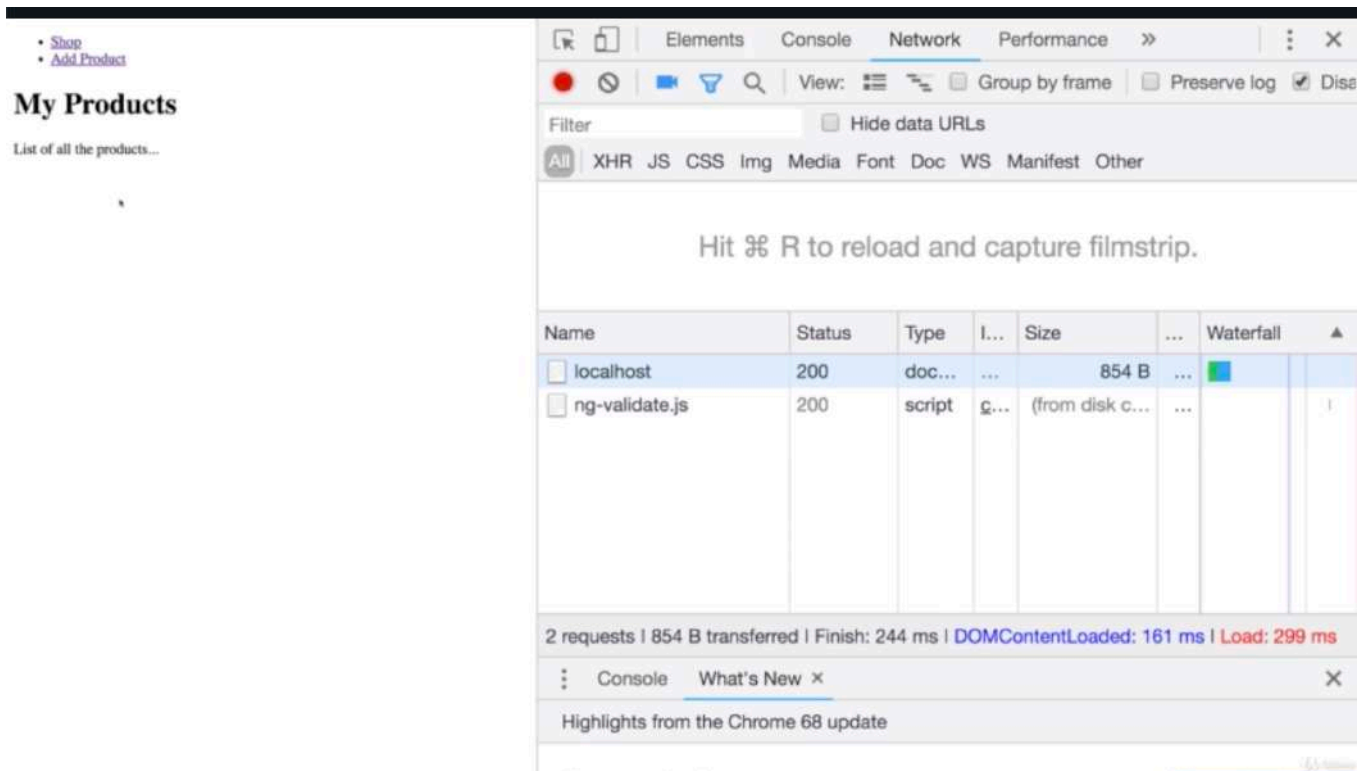 • Shop
• Add Product
My Products
List of all the products...
Elements Console Network Performance »
View: Group by frame Preserve log Disa
Filter Hide data URLs
All XHR JS CSS Img Media Font Doc WS Manifest Other
Hit ⌘ R to reload and capture filmstrip.
Name Status Type I... Size ... Waterfall
localhost 200 doc... ... 854 B ...
ng-validate.js 200 script c... (from disk c... ...
2 requests | 854 B transferred | Finish: 244 ms | DOMContentLoaded: 161 ms | Load: 299 ms
Console What's New ×
Highlights from the Chrome 68 update